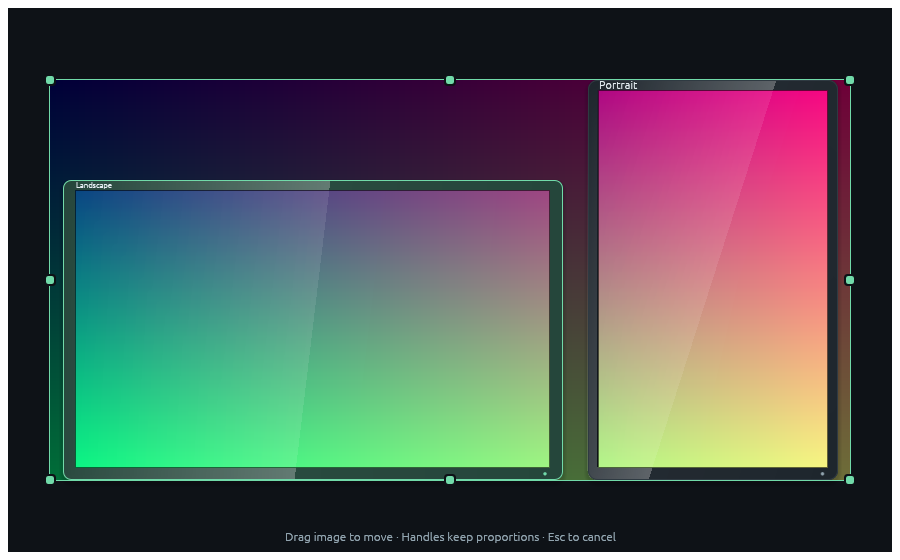 Portrait
Landscape
Drag image to move · Handles keep proportions · Esc to cancel